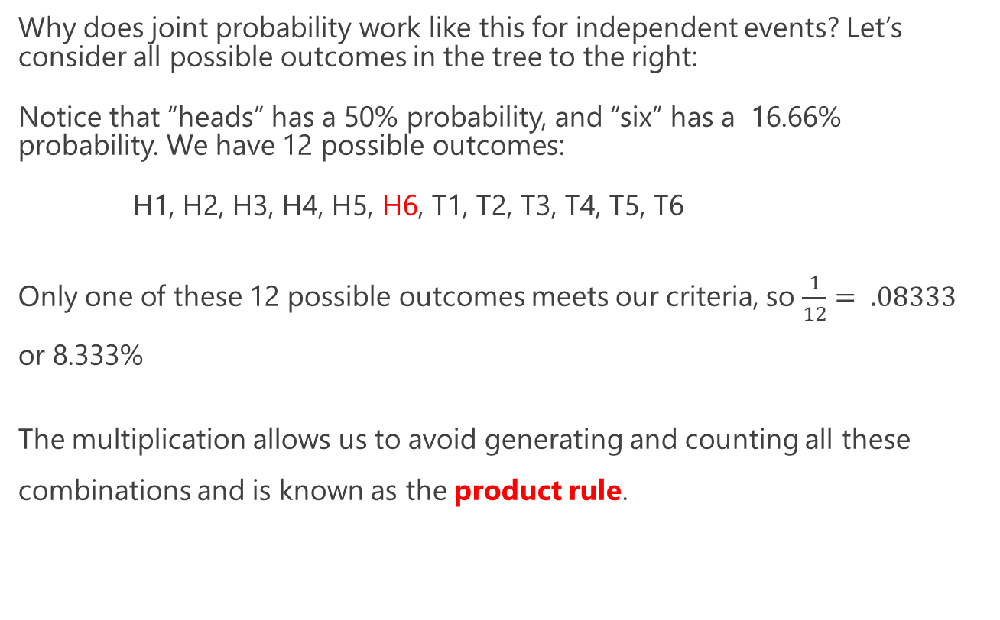 Why does joint probability work like this for independent events? Let’s
consider all possible outcomes in the tree to the right:
Notice that “heads” has a 50% probability, and “six” has a  16.66%
probability. We have 12 possible outcomes:
H1, H2, H3, H4, H5, H6, T1, T2, T3, T4, T5, T6
Only one of these 12 possible outcomes meets our criteria, so 1/12 = .08333
or 8.333%
The multiplication allows us to avoid generating and counting all these
combinations and is known as the product rule.